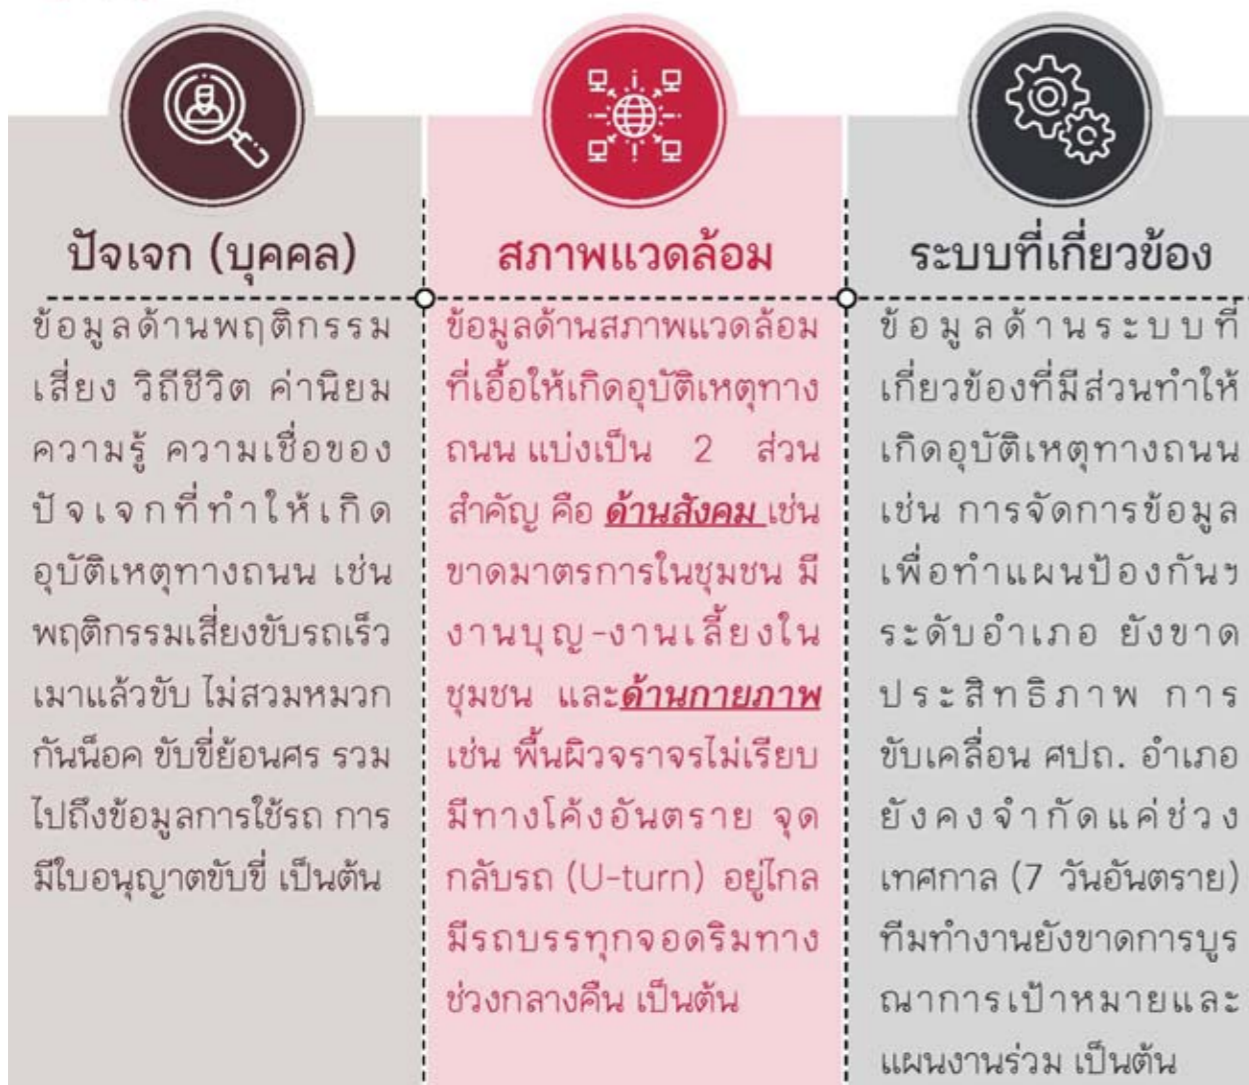 ปัจเจก (บุคคล)
ข้อมูลด้านพฤติกรรม
เสี่ยง วิถีชีวิต ค่านิยม
ความรู้ ความเชื่อของ
ปัจเจกที่ทำให้เกิด
อุบัติเหตุทางถนน เช่น
พฤติกรรมเสี่ยงขับรถเร็ว
เมาแล้วขับ ไม่สวมหมวก
กันน็อค ขับขี่ย้อนศร รวม
ไปถึงข้อมูลการใช้รถ การ
มีใบอนุญาตขับขี่ เป็นต้น
สภาพแวดล้อม
ข้อมูลด้านสภาพแวดล้อม
ที่เอื้อให้เกิดอุบัติเหตุทาง
ถนน แบ่งเป็น 2 ส่วน
สำคัญ คือ ด้านสังคม เช่น
ขาดมาตรการในชุมชน มี
งานบุญ-งานเลี้ยงใน
ชุมชน และด้านกายภาพ
เช่น พื้นผิวจราจรไม่เรียบ
มีทางโค้งอันตราย จุด
กลับรถ (U-turn) อยู่ไกล
มีรถบรรทุกจอดริมทาง
ช่วงกลางคืน เป็นต้น
ระบบที่เกี่ยวข้อง
ข้อมูลด้านระบบที่
เกี่ยวข้องที่มีส่วนทำให้
เกิดอุบัติเหตุทางถนน
เช่น การจัดการข้อมูล
เพื่อทำแผนป้องกันฯ
ระดับอำเภอ ยังขาด
ประสิทธิภาพ การ
ขับเคลื่อน ศปถ. อำเภอ
ยังคงจำกัดแค่ช่วง
เทศกาล (7 วันอันตราย)
ทีมทำงานยังขาดการบูร
ณาการเป้าหมายและ
แผนงานร่วม เป็นต้น